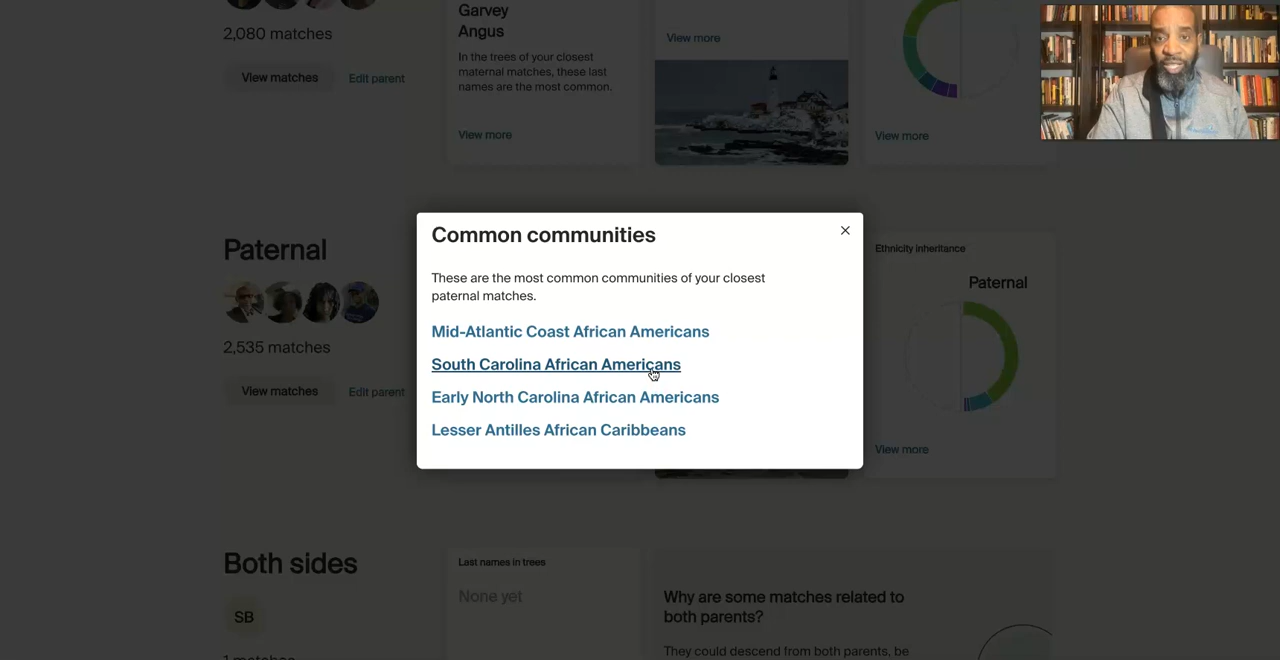 2,080 matches
View matches
Edit parent
Garvey
Angus
In the trees of your closest
maternal matches, these last
names are the most common.
View more
View more
View more
Common communities
These are the most common communities of your closest
paternal matches.
Mid-Atlantic Coast African Americans
South Carolina African Americans
Early North Carolina African Americans
Lesser Antilles African Caribbeans
Paternal
2,535 matches
View matches
Edit parent
Ethnicity inheritance
Paternal
View more
Both sides
SB
1 matches
Last names in trees
None yet
Why are some matches related to
both parents?
They could descend from both parents, be